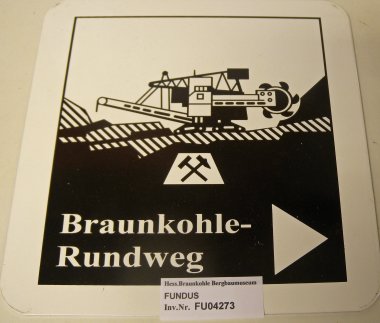 Braunkohle-
Rundweg
Hess.Braunkohle Bergbaumuseum
FUNDUS
Inv.Nr. FU04273